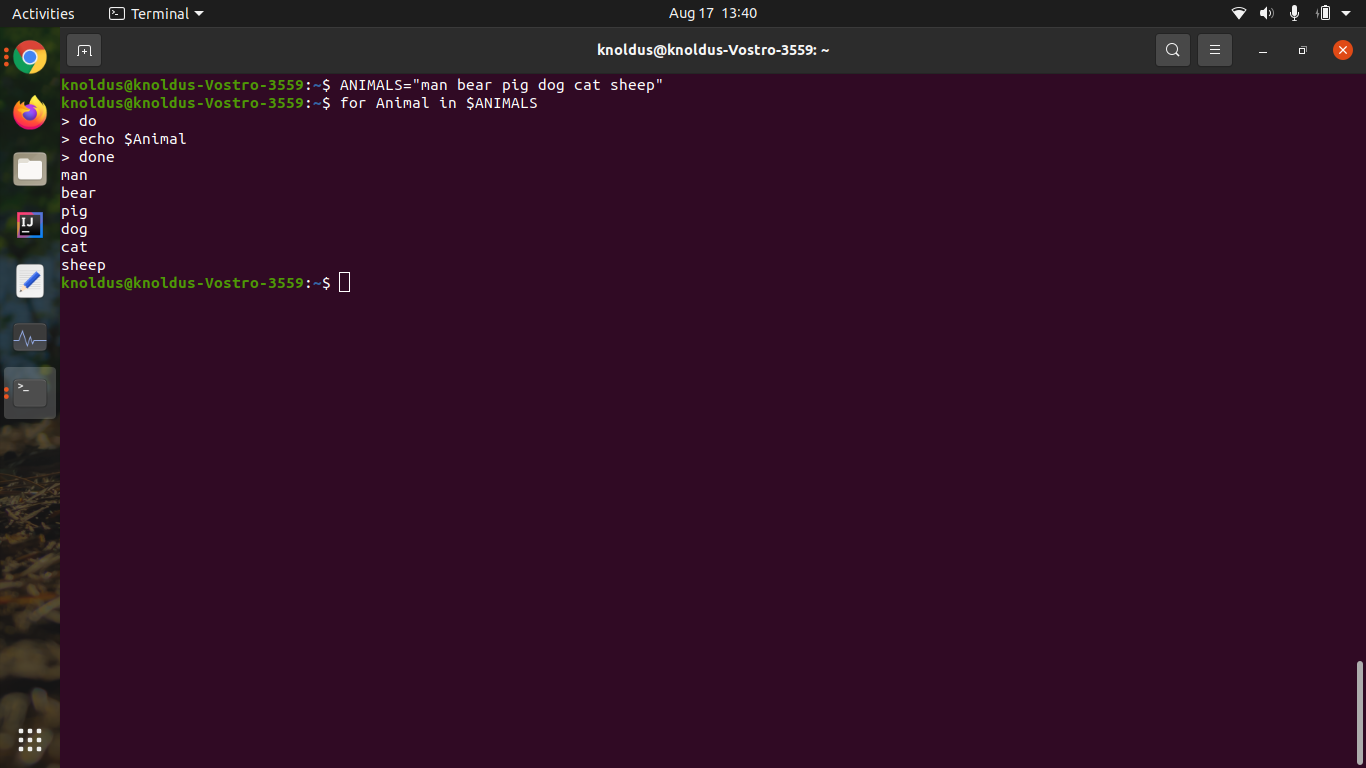 Activities
Terminal
Aug 17 13:40
knoldus@knoldus-Vostro-3559: ~
knoldus@knoldus-Vostro-3559:~$ ANIMALS="man bear pig dog cat sheep"
knoldus@knoldus-Vostro-3559:~$ for Animal in $ANIMALS
> do
> echo $Animal
> done
man
bear
pig
dog
cat
sheep
knoldus@knoldus-Vostro-3559:~$
IJ
>_